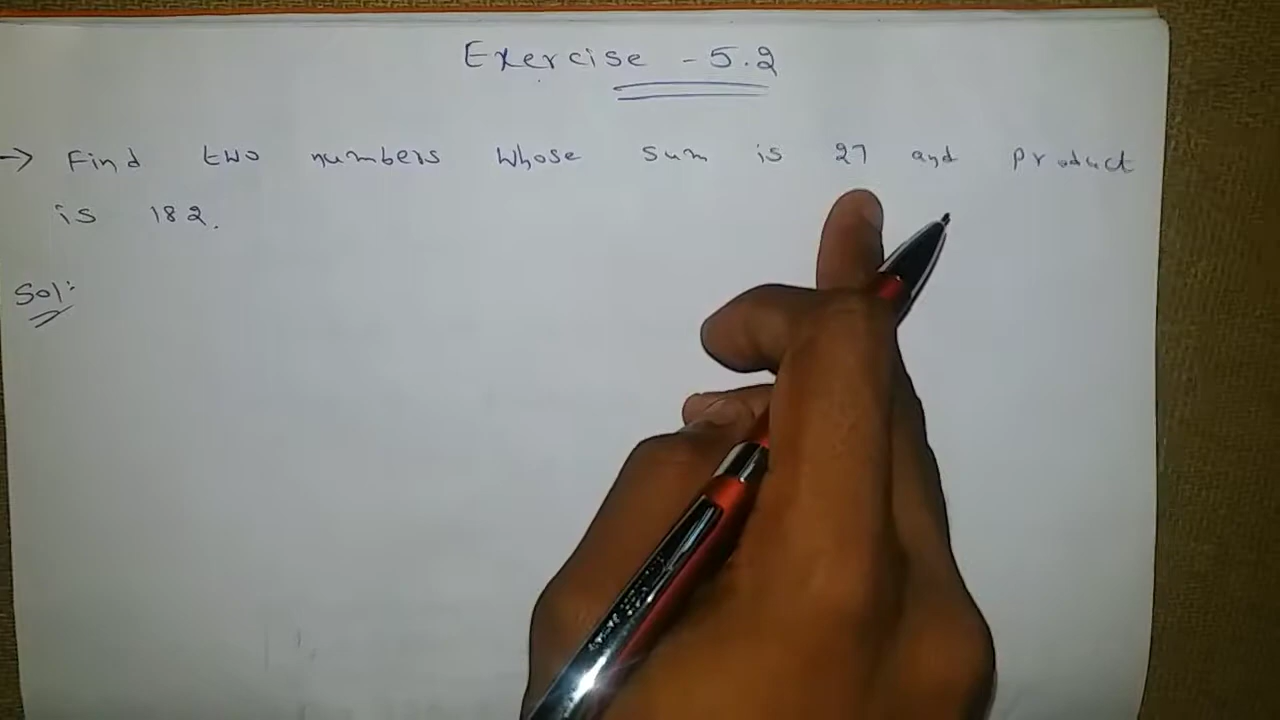 Exercise - 5.2
→ Find two numbers whose sum is 27 and product
is 182.
Sol: